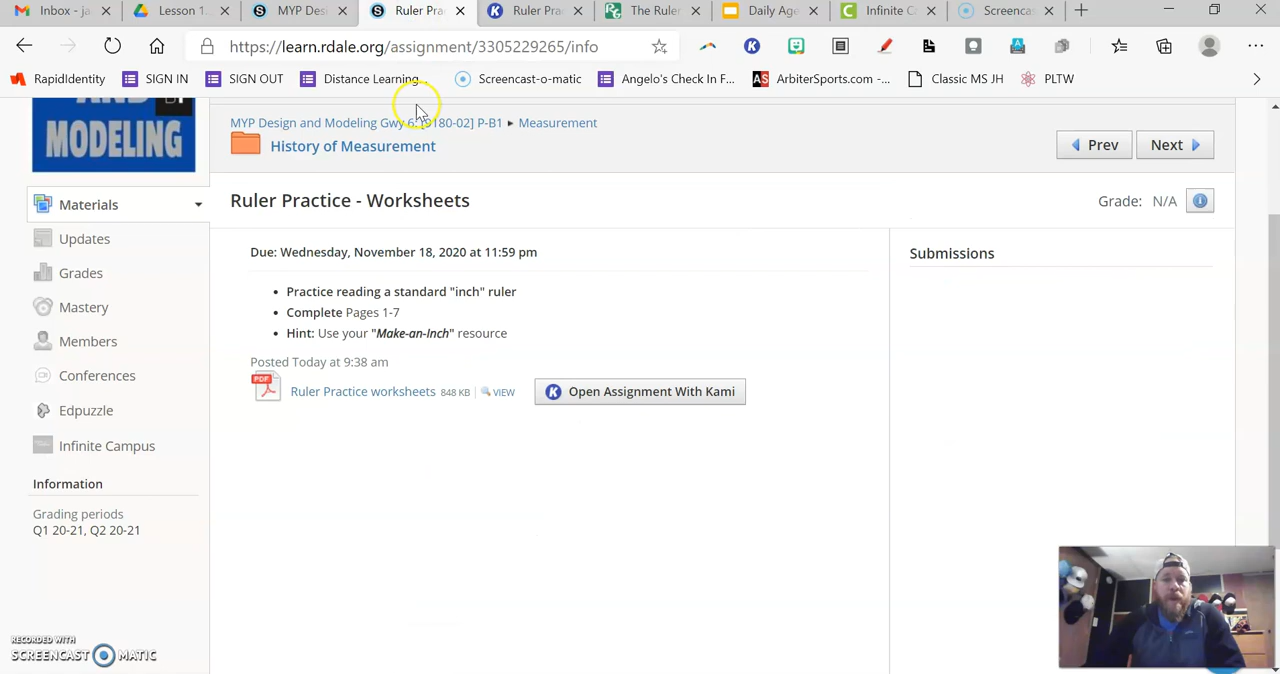 Inbox - ja
Lesson 1.
MYP Desi
Ruler Pra
Ruler Pra
The Ruler
Daily Age
Infinite C
Screencas
https://learn.rdale.org/assignment/3305229265/info
RapidIdentity
SIGN IN
SIGN OUT
Distance Learning...
Screencast-o-matic
Angelo's Check In F...
ArbiterSports.com -...
Classic MS JH
PLTW
AND
MODELING
MYP Design and Modeling Gwy 6: [9180-02] P-B1 ▸ Measurement
History of Measurement
Prev
Next
Materials
Updates
Grades
Mastery
Members
Conferences
Edpuzzle
Infinite Campus
Information
Grading periods
Q1 20-21, Q2 20-21
Ruler Practice - Worksheets
Grade: N/A
Due: Wednesday, November 18, 2020 at 11:59 pm
Submissions
• Practice reading a standard "inch" ruler
• Complete Pages 1-7
• Hint: Use your "Make-an-Inch" resource
Posted Today at 9:38 am
PDF
Ruler Practice worksheets 848 KB
VIEW
K Open Assignment With Kami
RECORDED WITH
SCREENCAST MATIC